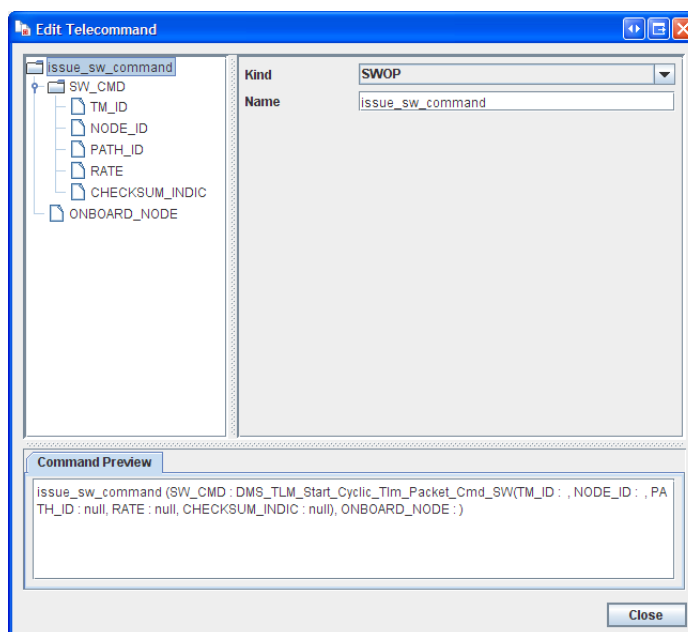 Edit Telecommand
issue_sw_command
SW_CMD
TM_ID
NODE_ID
PATH_ID
RATE
CHECKSUM_INDIC
ONBOARD_NODE
Kind
SWOP
Name
issue_sw_command
Command Preview
issue_sw_command (SW_CMD : DMS_TLM_Start_Cyclic_Tlm_Packet_Cmd_SW(TM_ID : , NODE_ID : , PA
TH_ID : null, RATE : null, CHECKSUM_INDIC : null), ONBOARD_NODE : )
Close